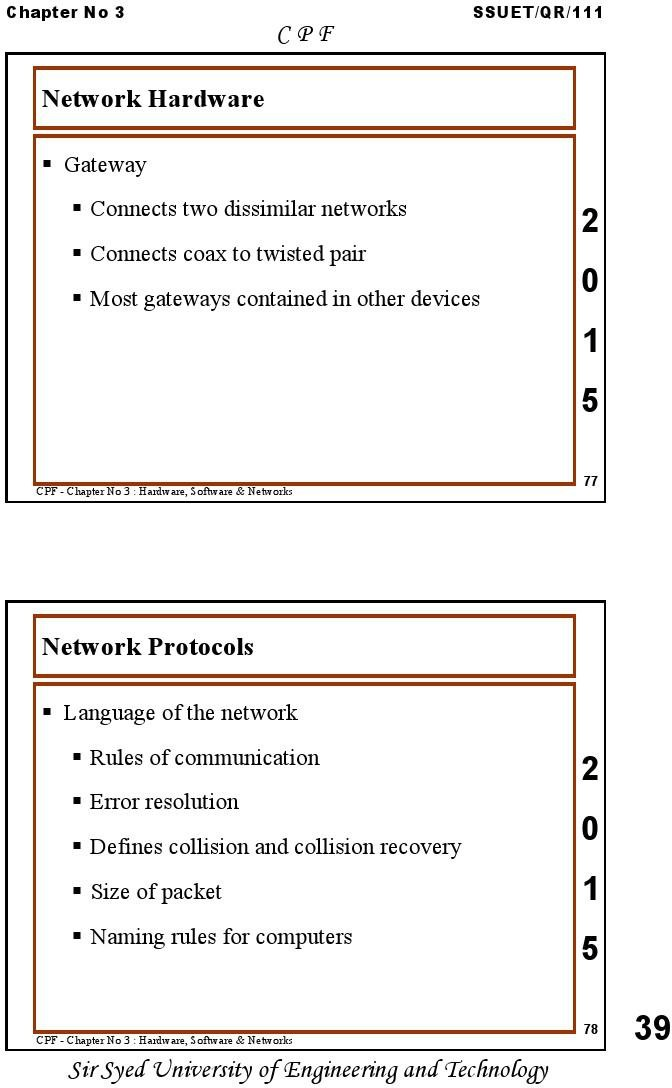 Chapter No 3 SSUET/QR/111
C P F
Network Hardware
▪ Gateway
▪ Connects two dissimilar networks
▪ Connects coax to twisted pair
▪ Most gateways contained in other devices
2
0
1
5
77
CPF - Chapter No 3 : Hardware, Software & Networks
Network Protocols
▪ Language of the network
▪ Rules of communication
▪ Error resolution
▪ Defines collision and collision recovery
▪ Size of packet
▪ Naming rules for computers
2
0
1
5
78
CPF - Chapter No 3 : Hardware, Software & Networks
39
Sir Syed University of Engineering and Technology